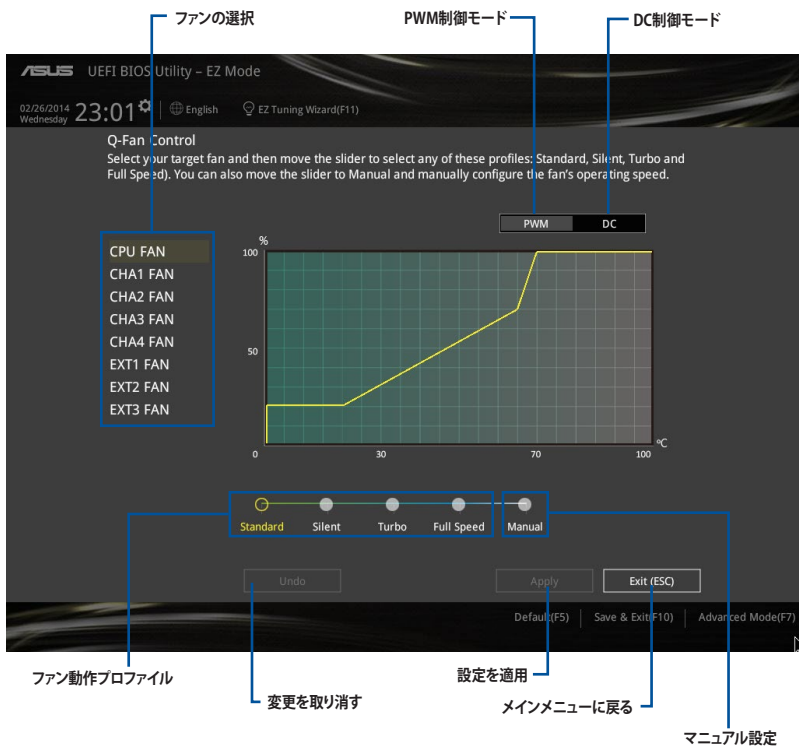 ファンの選択
PWM制御モード
DC制御モード
ASUS UEFI BIOS Utility – EZ Mode
02/26/2014 Wednesday 23:01 English EZ Tuning Wizard(F11)
Q-Fan Control
Select your target fan and then move the slider to select any of these profiles: Standard, Silent, Turbo and
Full Speed). You can also move the slider to Manual and manually configure the fan's operating speed.
PWM DC
CPU FAN
CHA1 FAN
CHA2 FAN
CHA3 FAN
CHA4 FAN
EXT1 FAN
EXT2 FAN
EXT3 FAN
%
100
50
0 30 70 100
ºC
Standard Silent Turbo Full Speed Manual
Undo Apply Exit (ESC)
Default(F5) Save & Exit(F10) Advanced Mode(F7)
ファン動作プロファイル
変更を取り消す
設定を適用
メインメニューに戻る
マニュアル設定